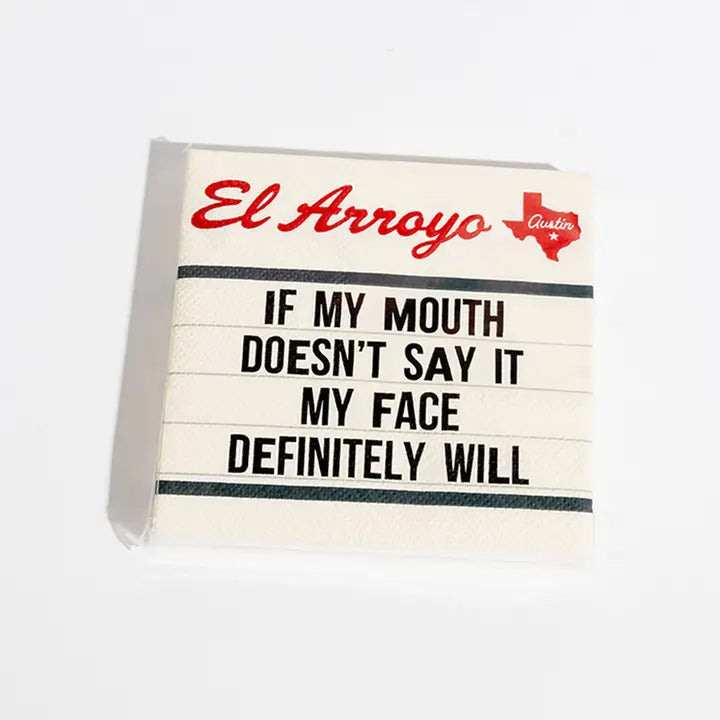 El Arroyo
Austin
IF MY MOUTH
DOESN'T SAY IT
MY FACE
DEFINITELY WILL